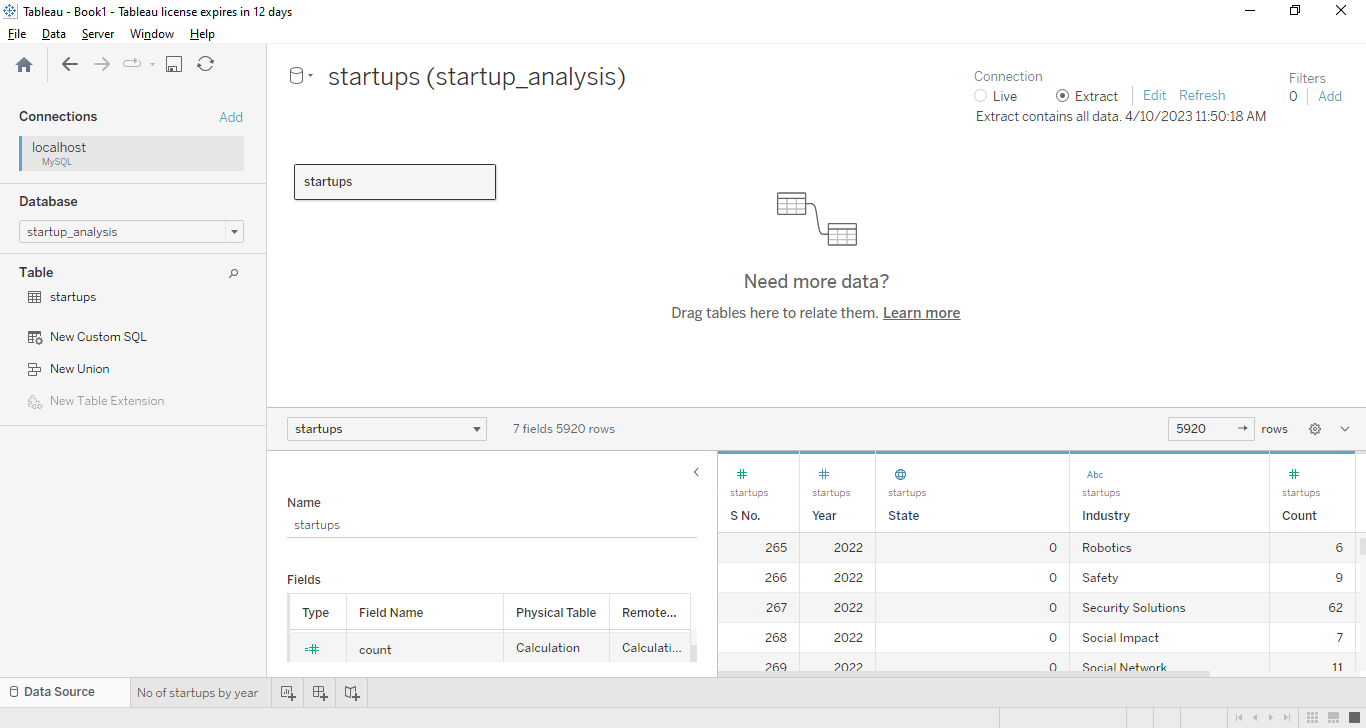 Tableau - Book1 - Tableau license expires in 12 days
File Data Server Window Help
Connections Add
localhost
MySQL
Database
startup_analysis
Table
startups
New Custom SQL
New Union
New Table Extension
startups (startup_analysis)
Connection
Live Extract Edit Refresh
Extract contains all data. 4/10/2023 11:50:18 AM
Filters
0 Add
startups
Need more data?
Drag tables here to relate them. Learn more
startups 7 fields 5920 rows 5920 rows
Name
startups
Fields
Type Field Name Physical Table Remote...
=# count Calculation Calculati...
# # Abc #
startups startups startups startups startups
S No. Year State Industry Count
265 2022 0 Robotics 6
266 2022 0 Safety 9
267 2022 0 Security Solutions 62
268 2022 0 Social Impact 7
269 2022 0 Social Network 11
Data Source No of startups by year